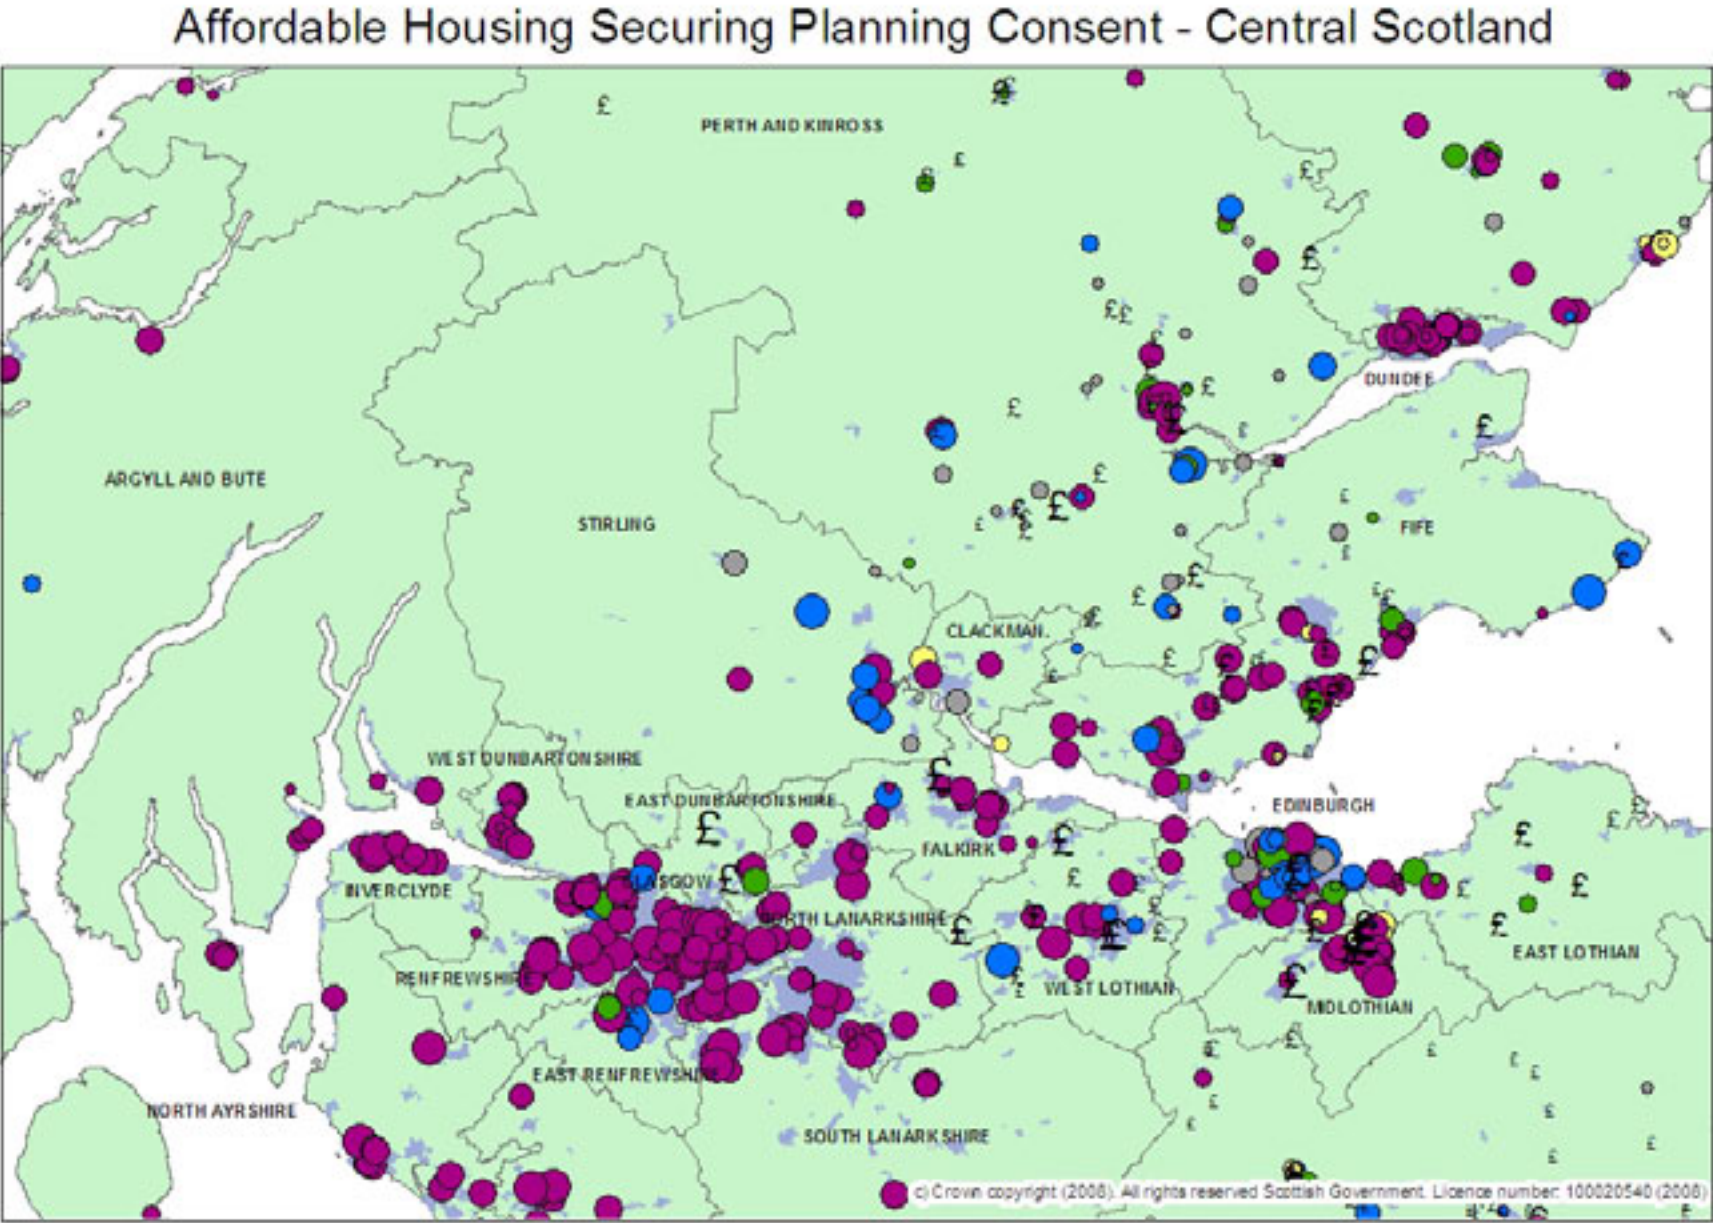 Affordable Housing Securing Planning Consent - Central Scotland
PERTH AND KINROSS
DUNDEE
ARGYLL AND BUTE
STIRLING
FIFE
CLACKMAN.
WEST DUNBARTONSHIRE
EAST DUNBARTONSHIRE
EDINBURGH
FALKIRK
GLASGOW
INVERCLYDE
NORTH LANARKSHIRE
EAST LOTHIAN
RENFREWSHIRE
WEST LOTHIAN
MIDLOTHIAN
EAST RENFREWSHIRE
NORTH AYRSHIRE
SOUTH LANARKSHIRE
c) Crown copyright (2008). All rights reserved Scottish Government. Licence number: 100020540 (2008)